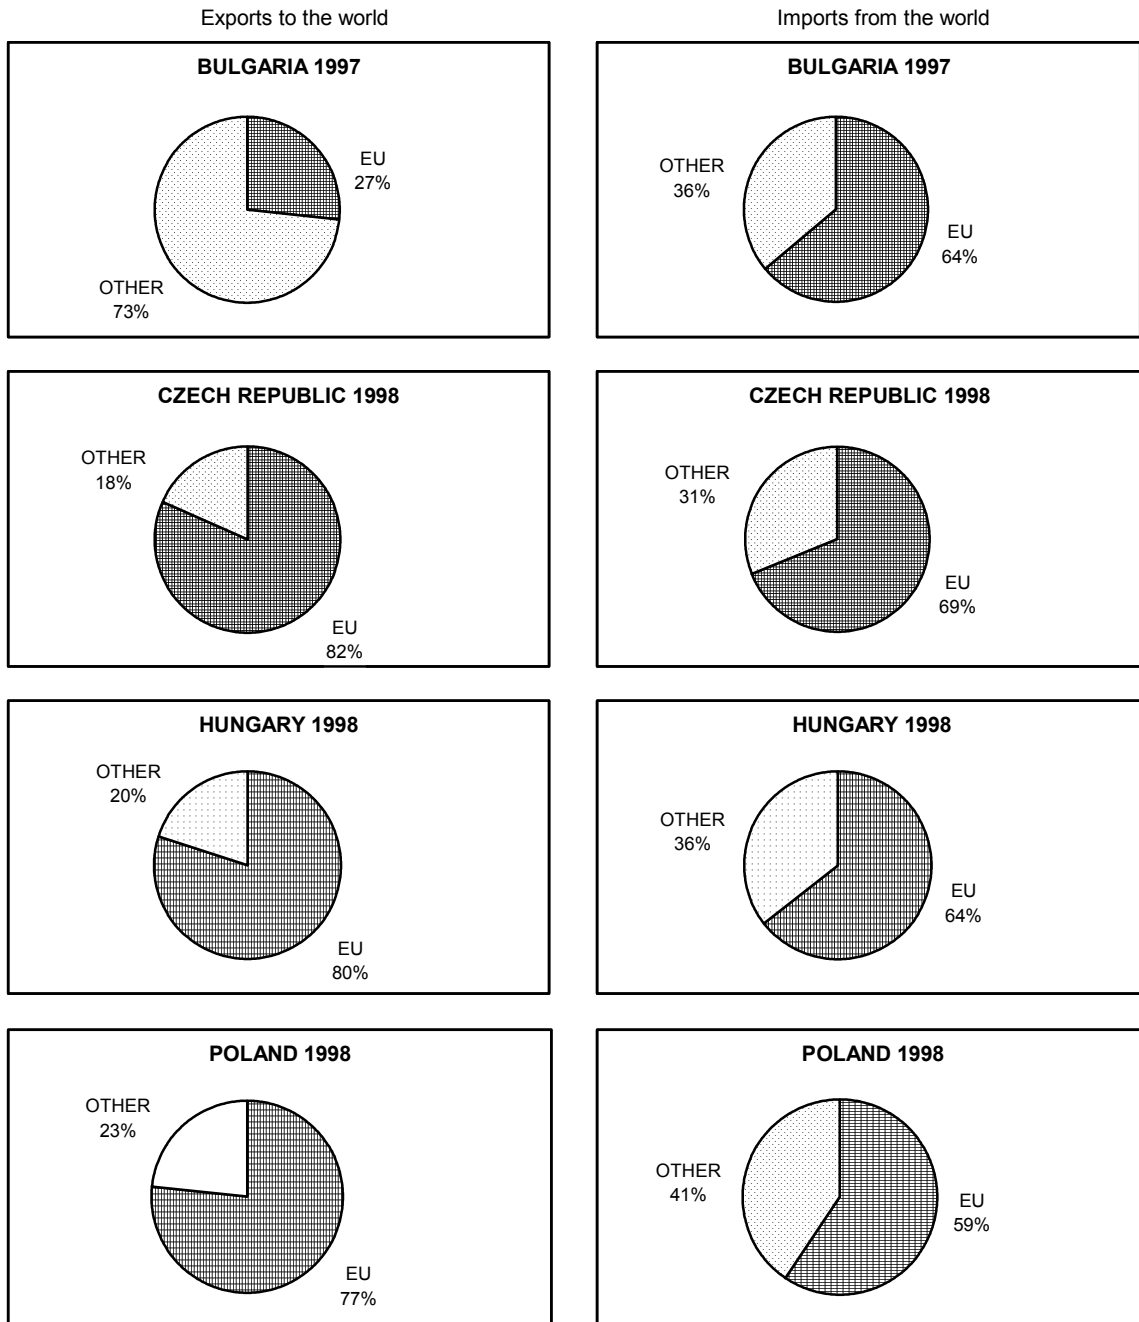 Exports to the world
Imports from the world
BULGARIA 1997
EU
27%
OTHER
73%
BULGARIA 1997
OTHER
36%
EU
64%
CZECH REPUBLIC 1998
OTHER
18%
EU
82%
CZECH REPUBLIC 1998
OTHER
31%
EU
69%
HUNGARY 1998
OTHER
20%
EU
80%
HUNGARY 1998
OTHER
36%
EU
64%
POLAND 1998
OTHER
23%
EU
77%
POLAND 1998
OTHER
41%
EU
59%